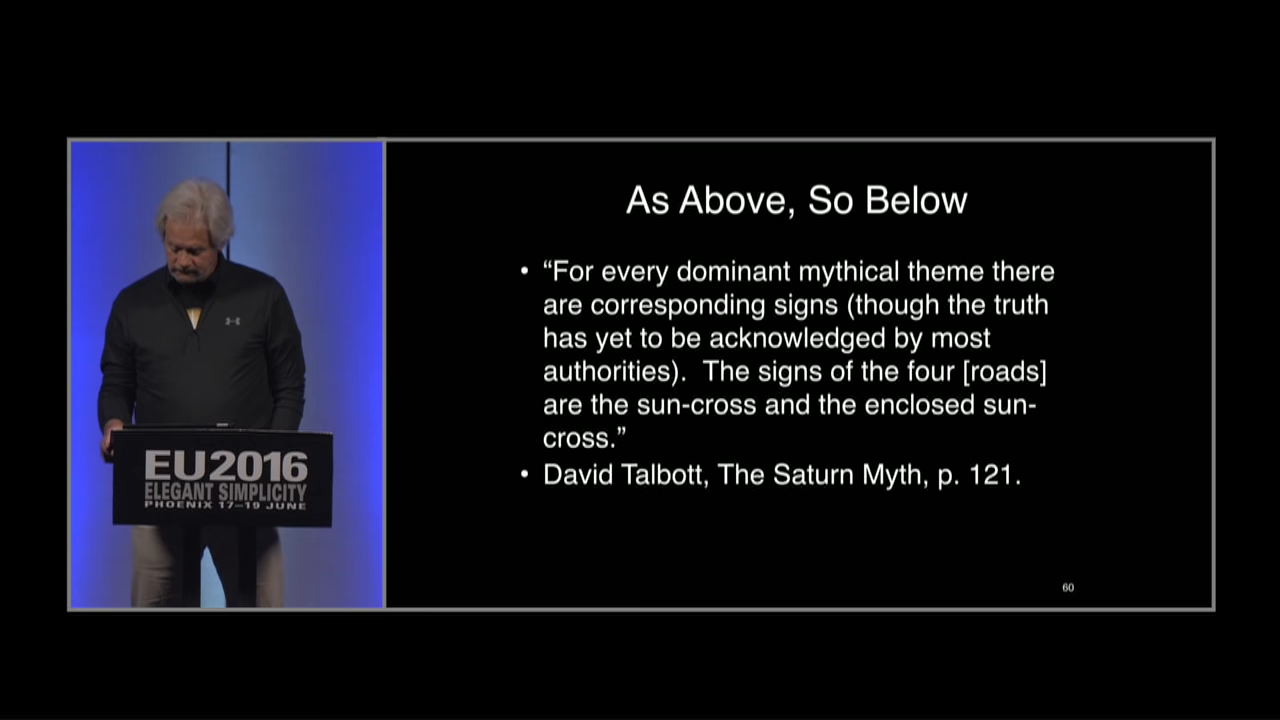 As Above, So Below
• “For every dominant mythical theme there
are corresponding signs (though the truth
has yet to be acknowledged by most
authorities).  The signs of the four [roads]
are the sun-cross and the enclosed sun-
cross.”
• David Talbott, The Saturn Myth, p. 121.
60
EU2016
ELEGANT SIMPLICITY
PHOENIX 17–19 JUNE